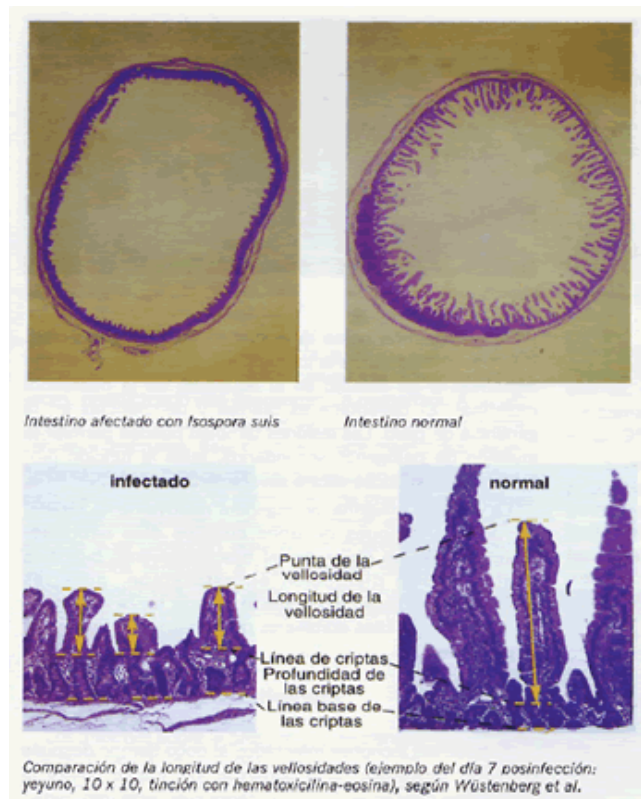 Intestino afectado con Isospora suis
Intestino normal
infectado
normal
Punta de la
vellosidad
Longitud de la
vellosidad
Línea de criptas
Profundidad de
las criptas
Línea base de
las criptas
Comparación de la longitud de las vellosidades (ejemplo del día 7 posinfección:
yeyuno, 10 x 10, tinción con hematoxicilina-eosina), según Wüstenberg et al.